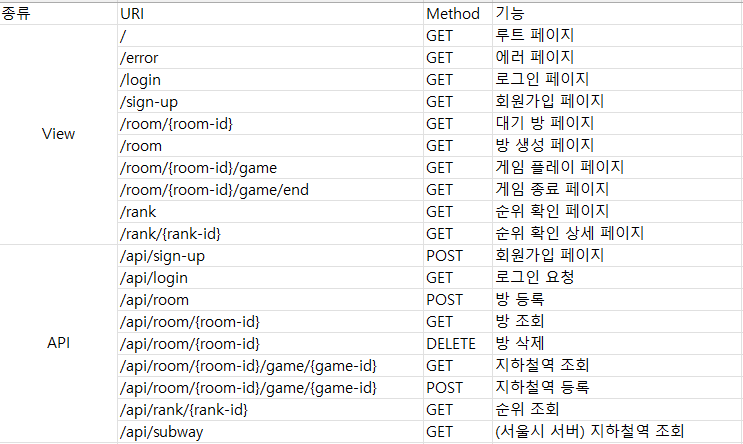 종류 URI Method 기능
/ GET 루트 페이지
/error GET 에러 페이지
/login GET 로그인 페이지
/sign-up GET 회원가입 페이지
/room/{room-id} GET 대기 방 페이지
View /room GET 방 생성 페이지
/room/{room-id}/game GET 게임 플레이 페이지
/room/{room-id}/game/end GET 게임 종료 페이지
/rank GET 순위 확인 페이지
/rank/{rank-id} GET 순위 확인 상세 페이지
/api/sign-up POST 회원가입 페이지
/api/login GET 로그인 요청
/api/room POST 방 등록
/api/room/{room-id} GET 방 조회
API /api/room/{room-id} DELETE 방 삭제
/api/room/{room-id}/game/{game-id} GET 지하철역 조회
/api/room/{room-id}/game/{game-id} POST 지하철역 등록
/api/rank/{rank-id} GET 순위 조회
/api/subway GET (서울시 서버) 지하철역 조회